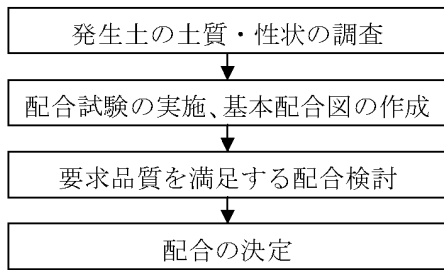 発生土の土質・性状の調査
配合試験の実施、基本配合図の作成
要求品質を満足する配合検討
配合の決定